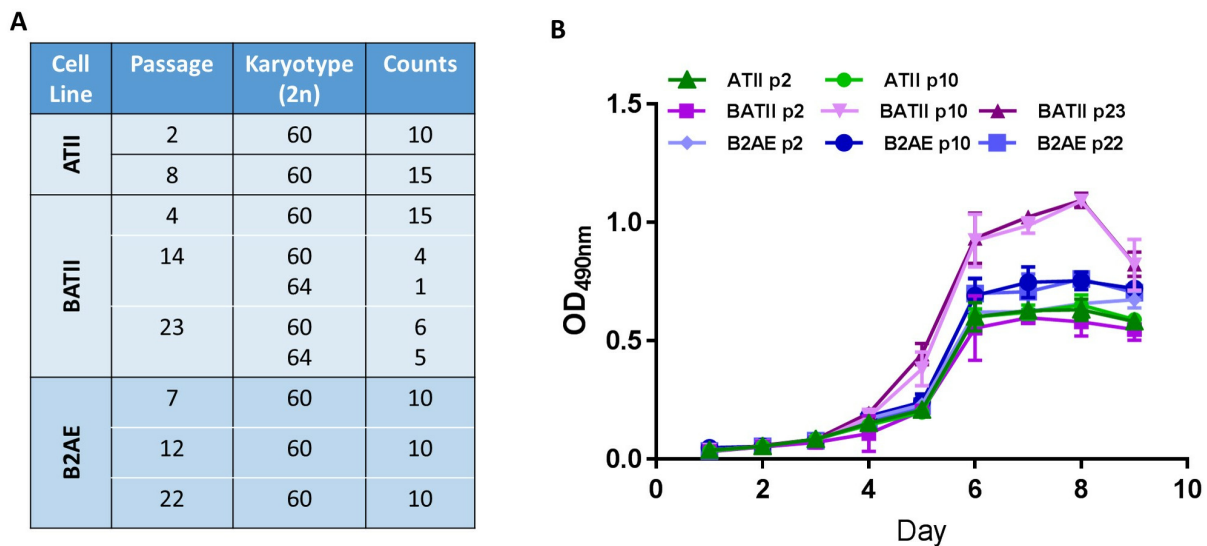 A
Cell Line Passage Karyotype (2n) Counts
ATII 2 60 10
8 60 15
BATII 4 60 15
14 60 4
64 1
23 60 6
64 5
B2AE 7 60 10
12 60 10
22 60 10
B
ATII p2 ATII p10
BATII p2 BATII p10 BATII p23
B2AE p2 B2AE p10 B2AE p22
1.5
1.0
0.5
0.0
OD490nm
0 2 4 6 8 10
Day